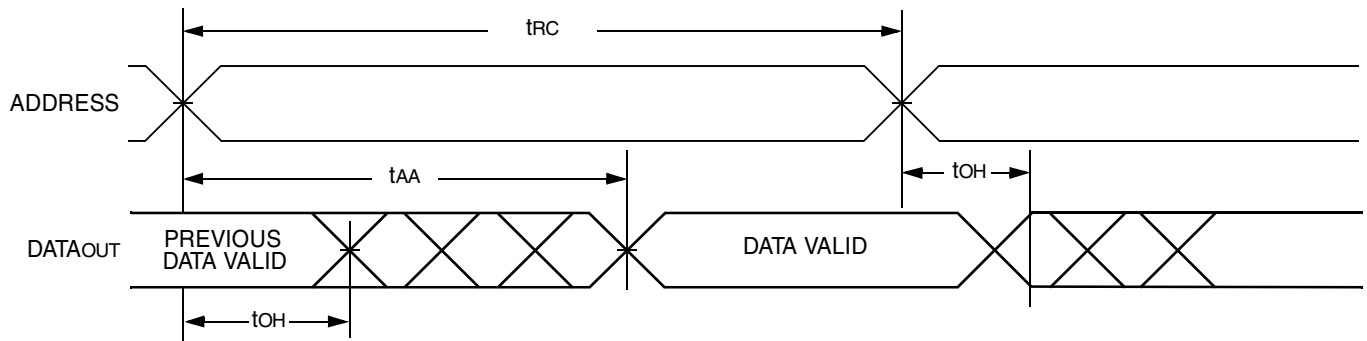 tRC
ADDRESS
tAA
tOH
DATAOUT
PREVIOUS
DATA VALID
DATA VALID
tOH